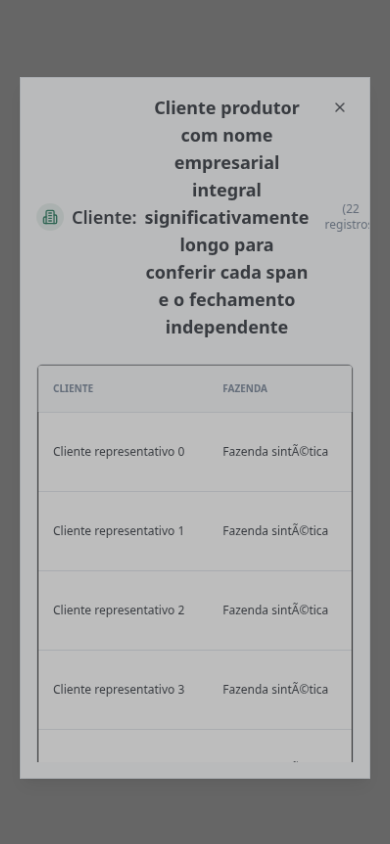 Cliente produtor
com nome
empresarial
integral
Cliente: significativamente
longo para
conferir cada span
e o fechamento
independente
(22
registros
CLIENTE FAZENDA
Cliente representativo 0 Fazenda sintÃ©tica
Cliente representativo 1 Fazenda sintÃ©tica
Cliente representativo 2 Fazenda sintÃ©tica
Cliente representativo 3 Fazenda sintÃ©tica